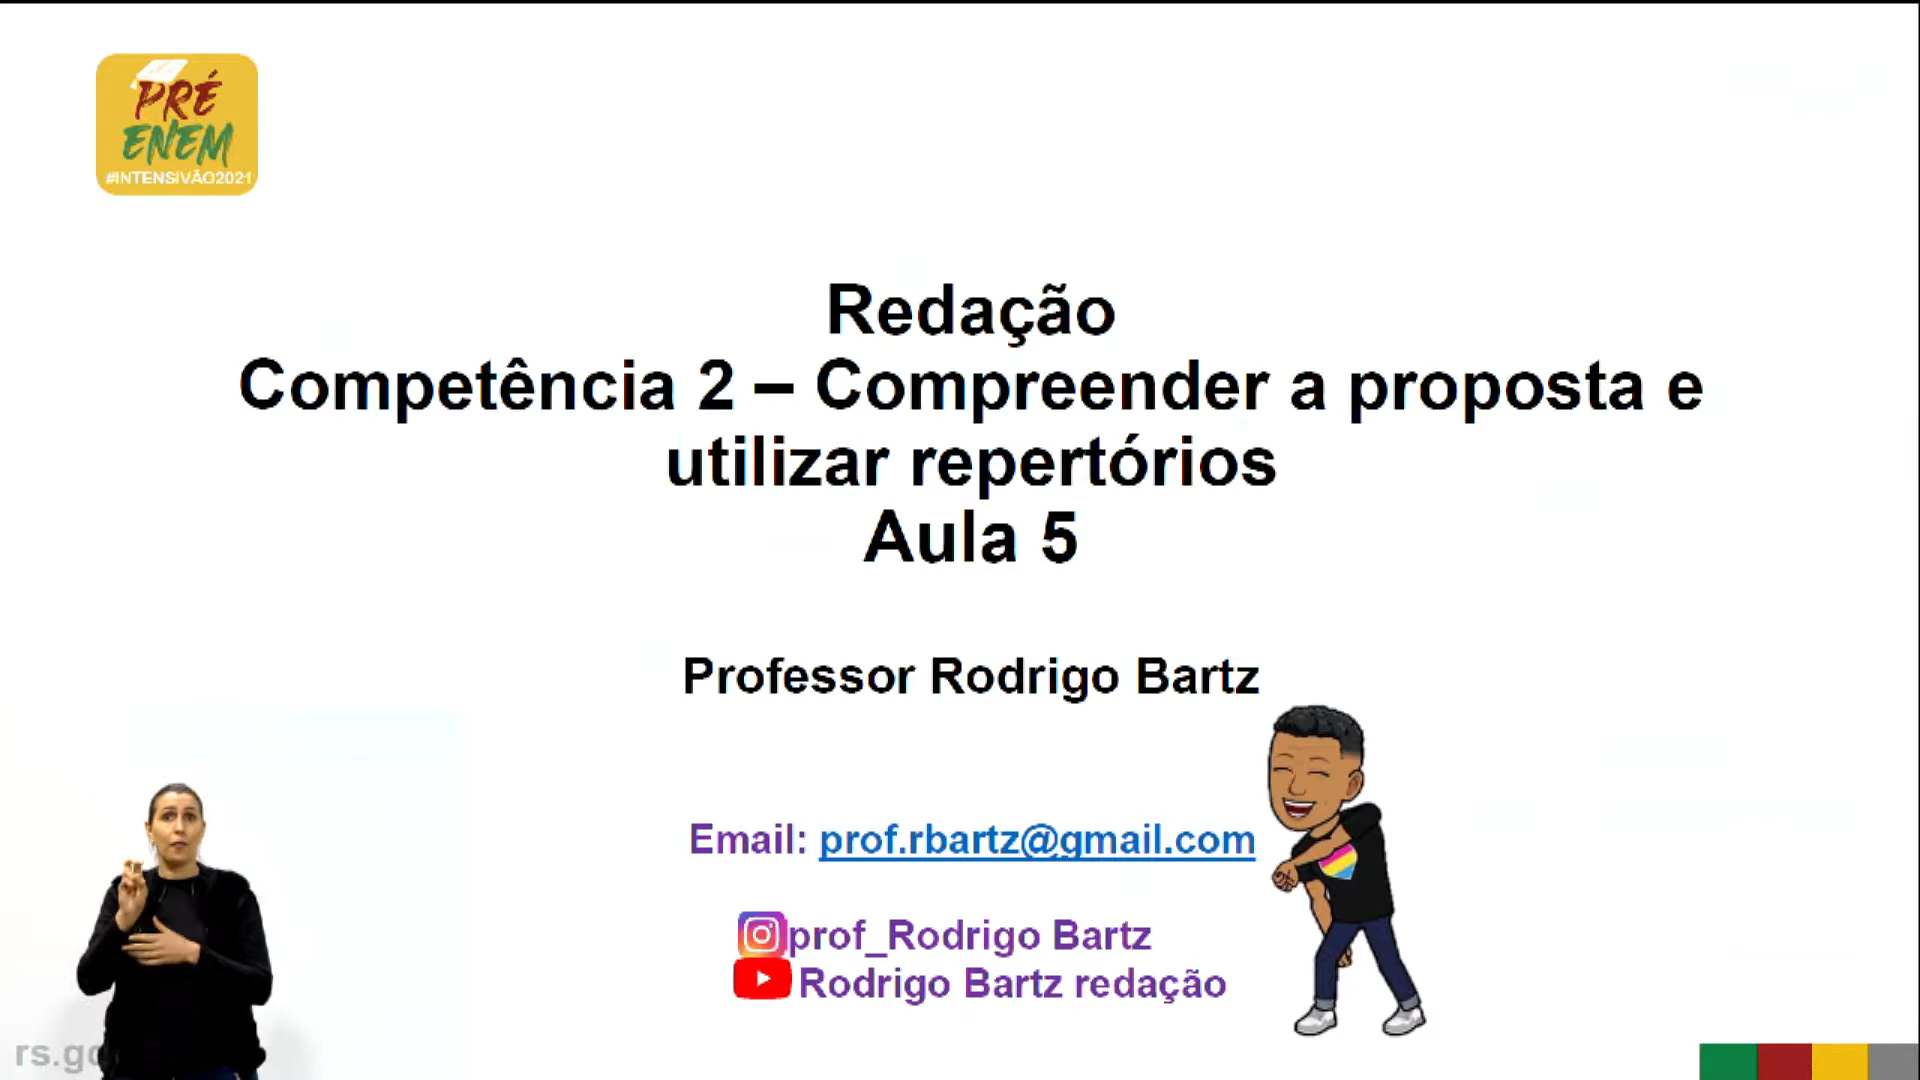 PRÉ
ENEM
#INTENSIVÃO2021
Redação
Competência 2 – Compreender a proposta e
utilizar repertórios
Aula 5
Professor Rodrigo Bartz
Email: prof.rbartz@gmail.com
prof_Rodrigo Bartz
Rodrigo Bartz redação